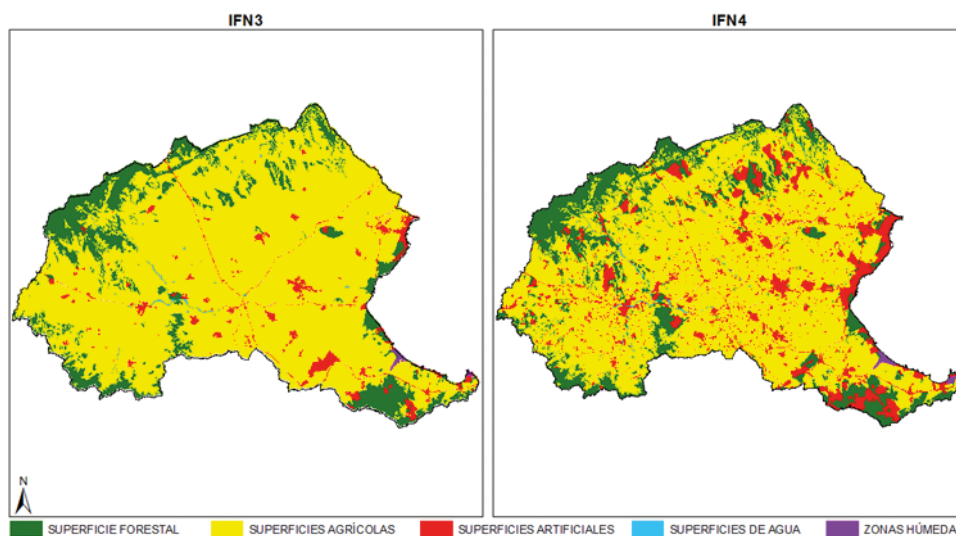 IFN3
IFN4
N
SUPERFICIE FORESTAL SUPERFICIES AGRÍCOLAS SUPERFICIES ARTIFICIALES SUPERFICIES DE AGUA ZONAS HÚMEDA